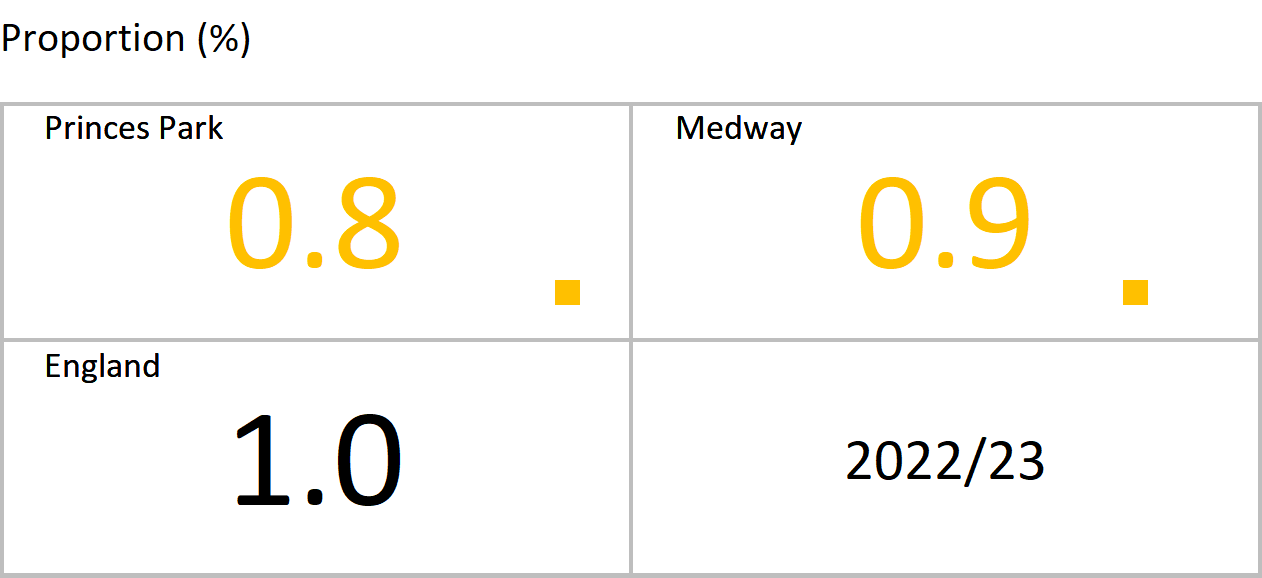 Proportion (%)
Princes Park
0.8
Medway
0.9
England
1.0
2022/23